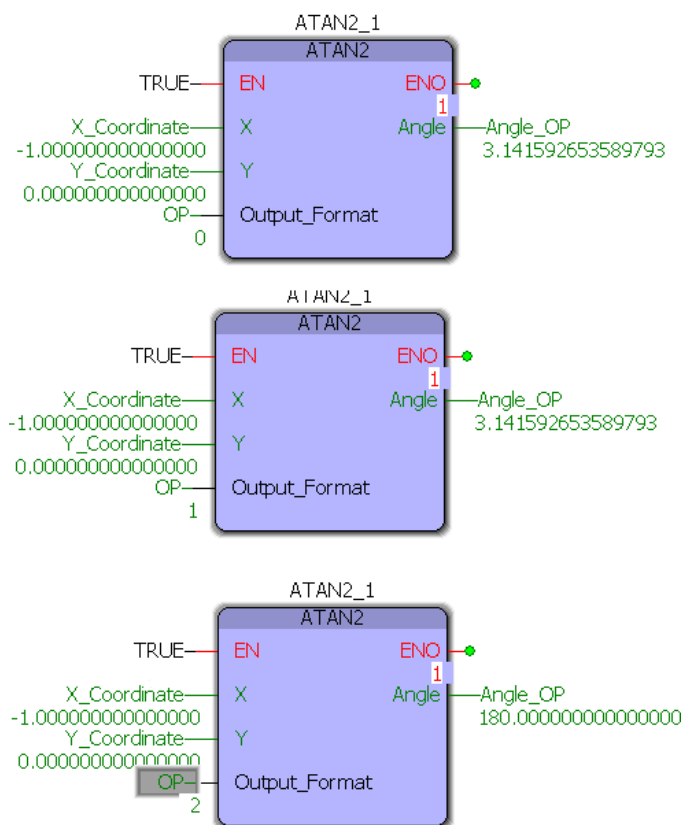 ATAN2_1
ATAN2
TRUE EN ENO
1
X_Coordinate X Angle Angle_OP
-1.000000000000000 3.141592653589793
Y_Coordinate Y
0.000000000000000
OP Output_Format
0
ATAN2_1
ATAN2
TRUE EN ENO
1
X_Coordinate X Angle Angle_OP
-1.000000000000000 3.141592653589793
Y_Coordinate Y
0.000000000000000
OP Output_Format
1
ATAN2_1
ATAN2
TRUE EN ENO
1
X_Coordinate X Angle Angle_OP
-1.000000000000000 180.000000000000000
Y_Coordinate Y
0.000000000000000
OP Output_Format
2